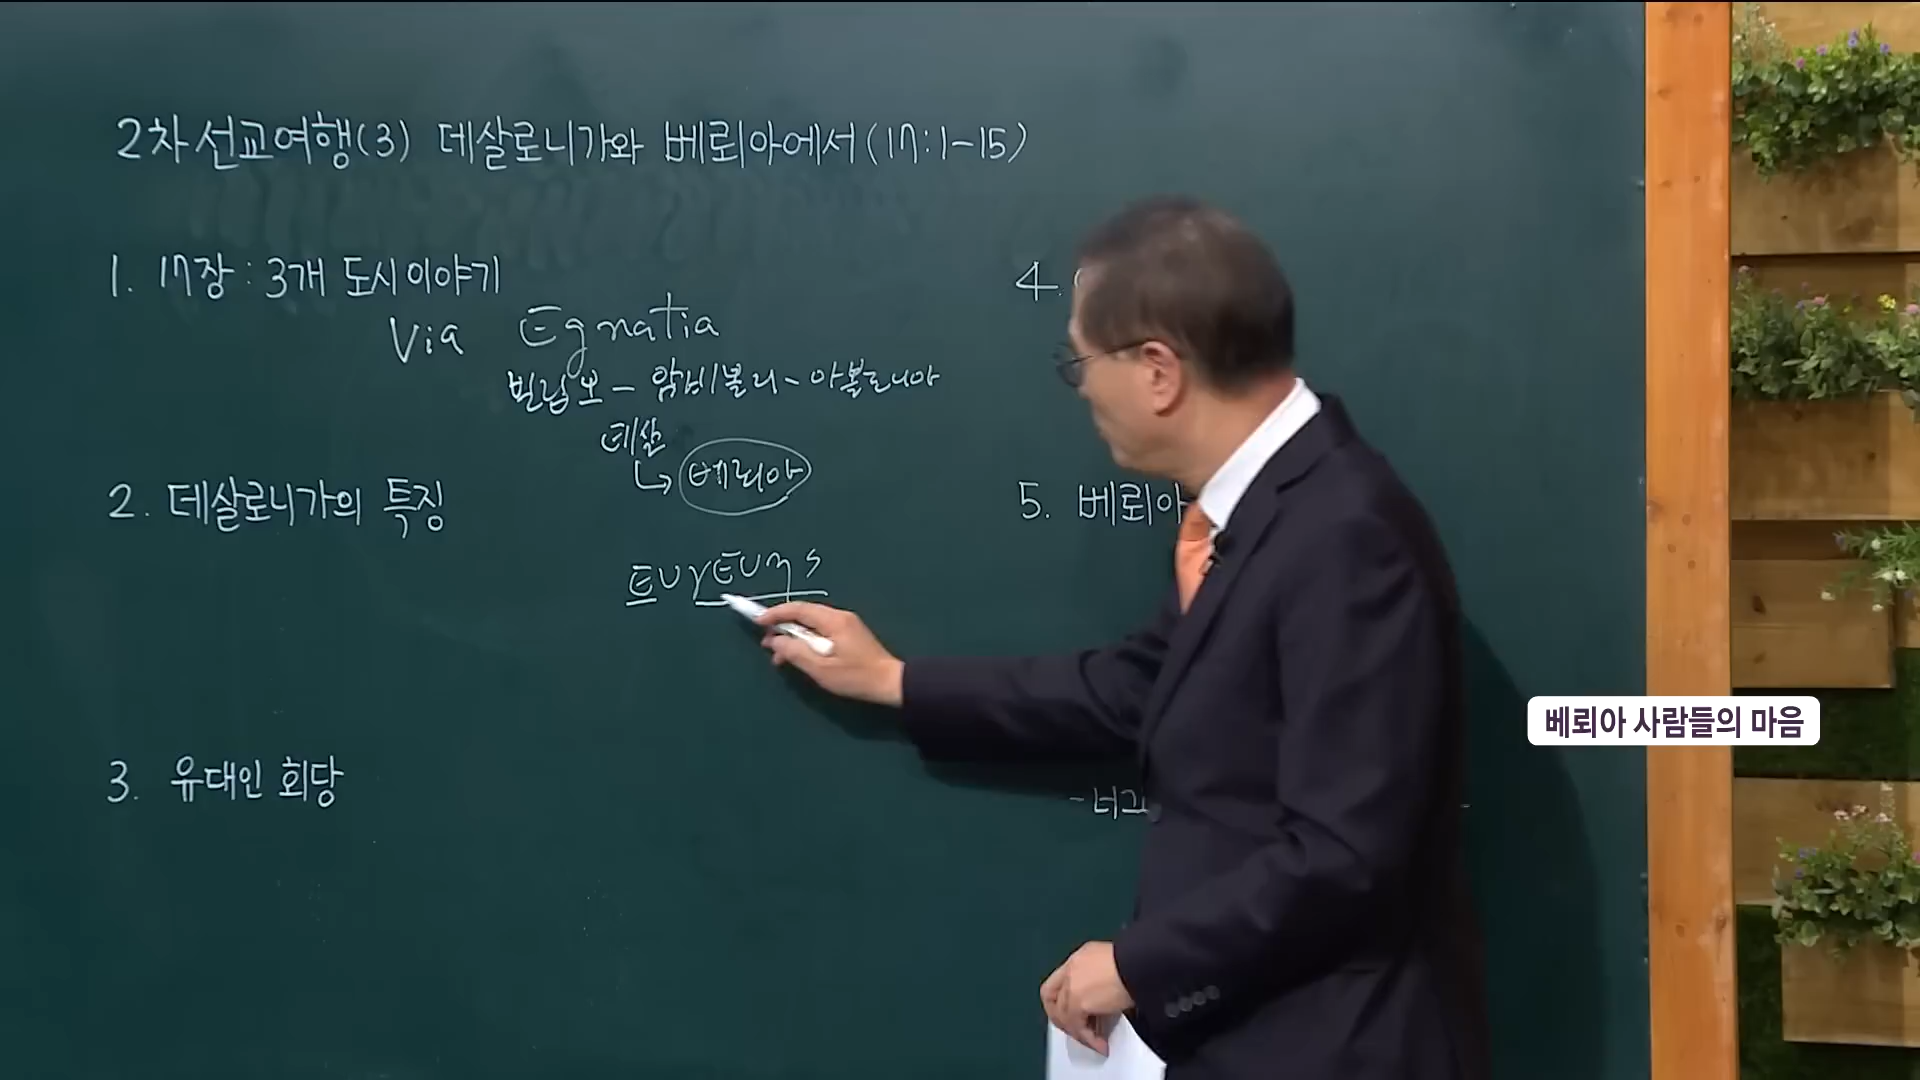 2차 선교여행(3) 데살로니가와 베뢰아에서(17:1-15)
1. 17장 : 3개 도시이야기
Via Egnatia
빌립보 - 암비볼리 - 아볼로니아
데살
↳ 베뢰아
2. 데살로니가의 특징
ευγευης
3. 유대인 회당
4.
5. 베뢰아
- 너그
베뢰아 사람들의 마음